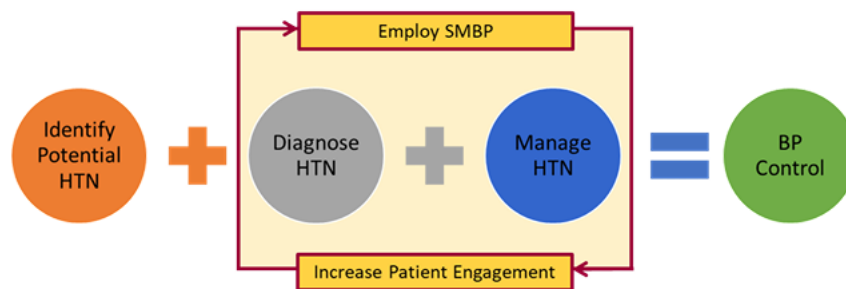 Employ SMBP
Identify
Potential
HTN
Diagnose
HTN
Manage
HTN
BP
Control
Increase Patient Engagement